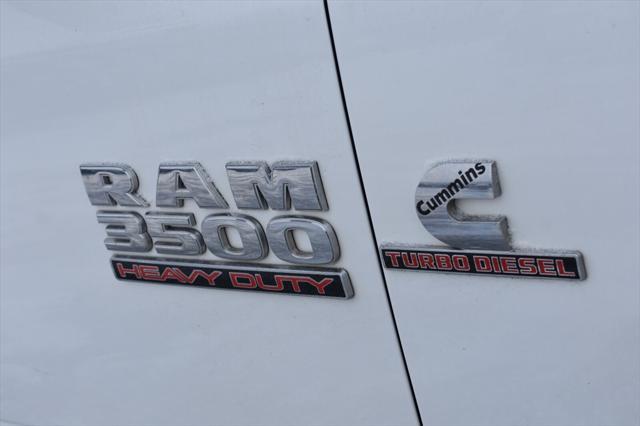 RAM
3500
HEAVY DUTY
Cummins
TURBO DIESEL